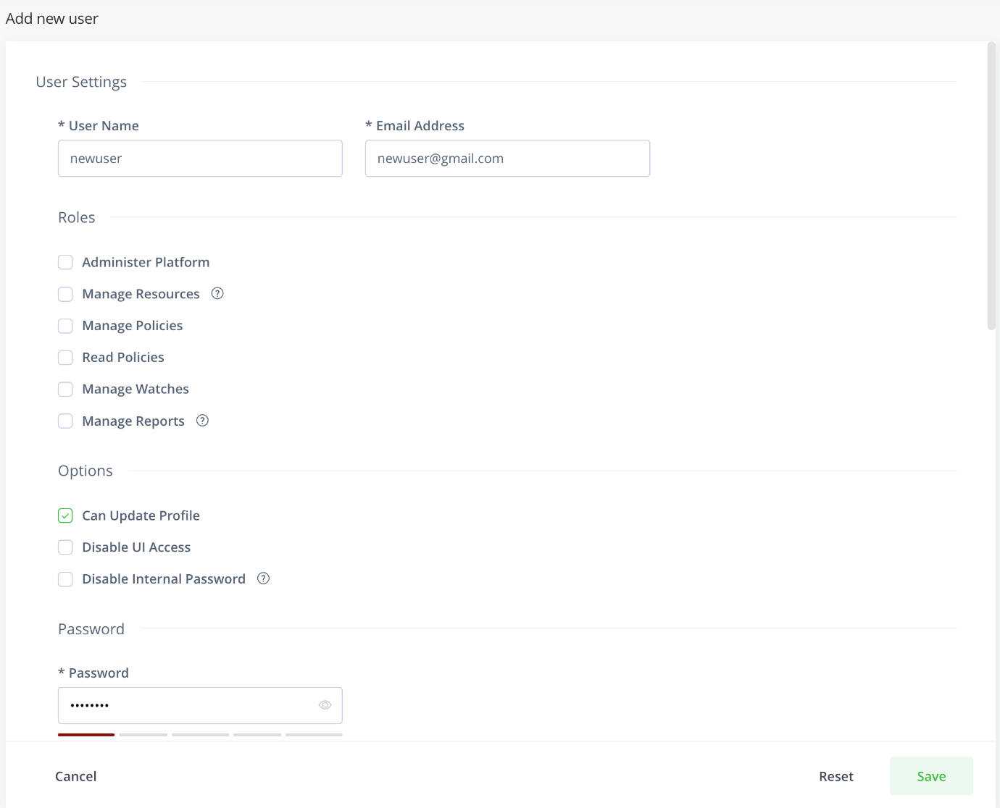 Add new user
User Settings
* User Name
* Email Address
newuser
newuser@gmail.com
Roles
Administer Platform
Manage Resources
Manage Policies
Read Policies
Manage Watches
Manage Reports
Options
Can Update Profile
Disable UI Access
Disable Internal Password
Password
* Password
••••••••
Cancel
Reset
Save